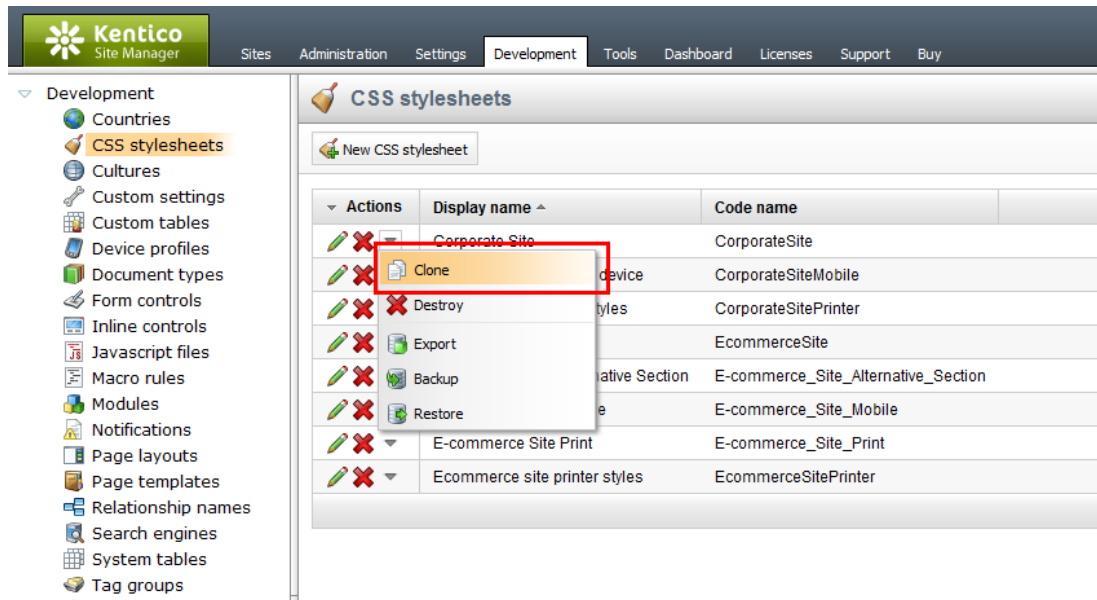 Kentico
Site Manager
Sites Administration Settings Development Tools Dashboard Licenses Support Buy
Development
Countries
CSS stylesheets
Cultures
Custom settings
Custom tables
Device profiles
Document types
Form controls
Inline controls
Javascript files
Macro rules
Modules
Notifications
Page layouts
Page templates
Relationship names
Search engines
System tables
Tag groups
CSS stylesheets
New CSS stylesheet
Actions Display name Code name
Corporate Site CorporateSite
device CorporateSiteMobile
tyles CorporateSitePrinter
EcommerceSite
native Section E-commerce_Site_Alternative_Section
e E-commerce_Site_Mobile
E-commerce Site Print E-commerce_Site_Print
Ecommerce site printer styles EcommerceSitePrinter
Clone
Destroy
Export
Backup
Restore